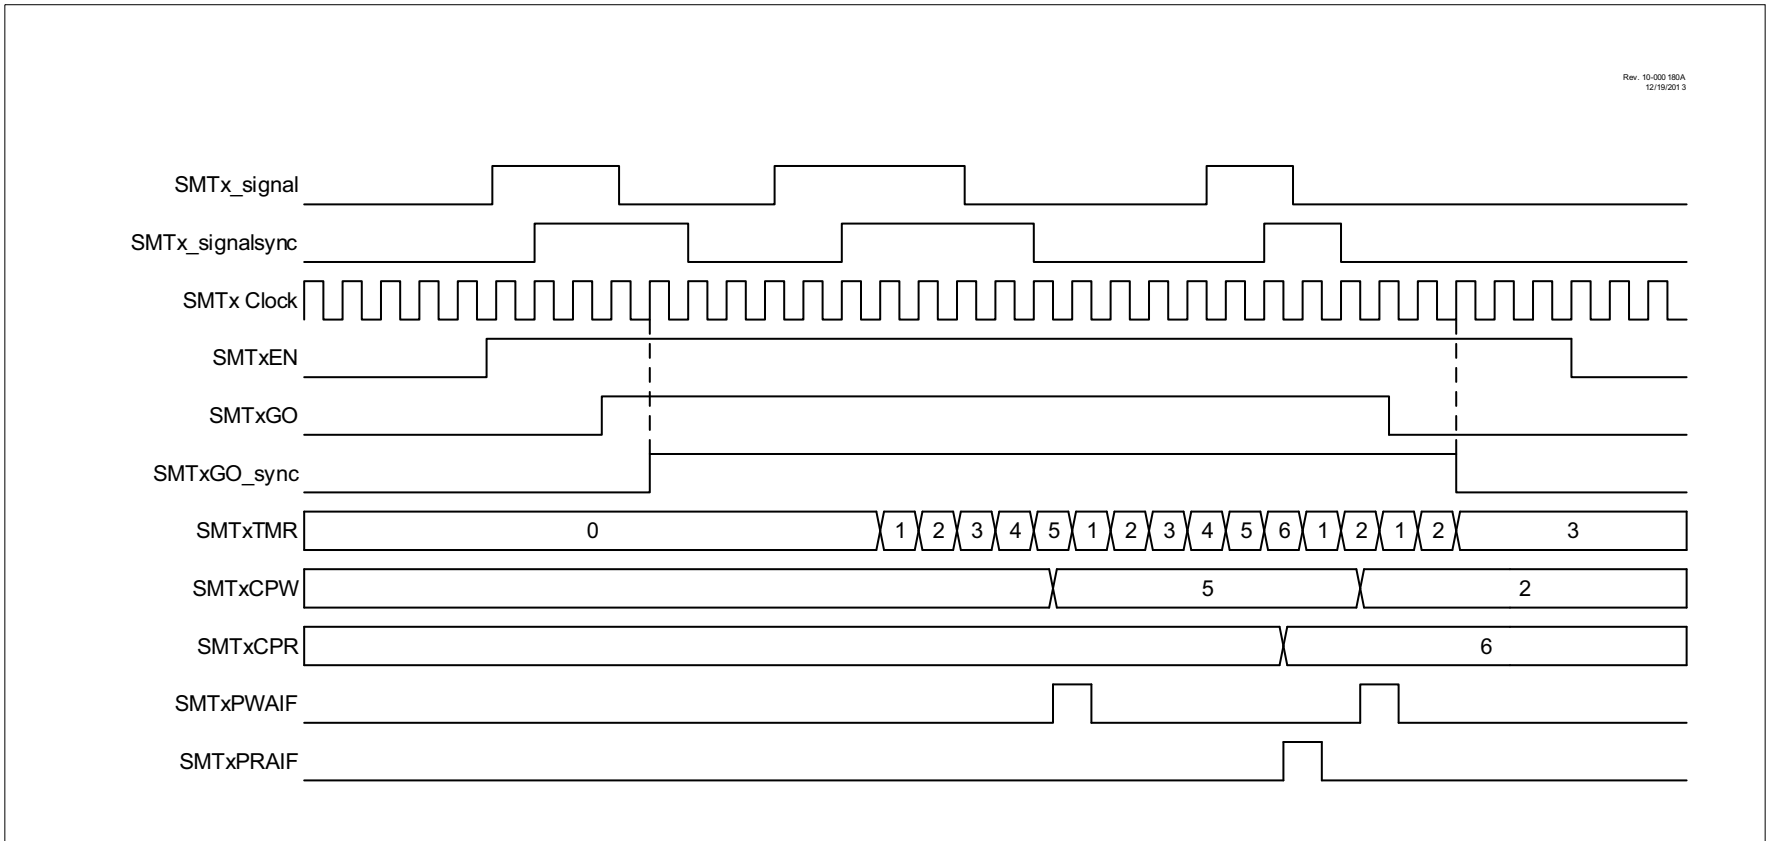 Rev. 10-000 180A
12/19/201 3
SMTx_signal
SMTx_signalsync
SMTx Clock
SMTxEN
SMTxGO
SMTxGO_sync
SMTxTMR 0 1 2 3 4 5 1 2 3 4 5 6 1 2 1 2 3
SMTxCPW 5 2
SMTxCPR 6
SMTxPWAIF
SMTxPRAIF